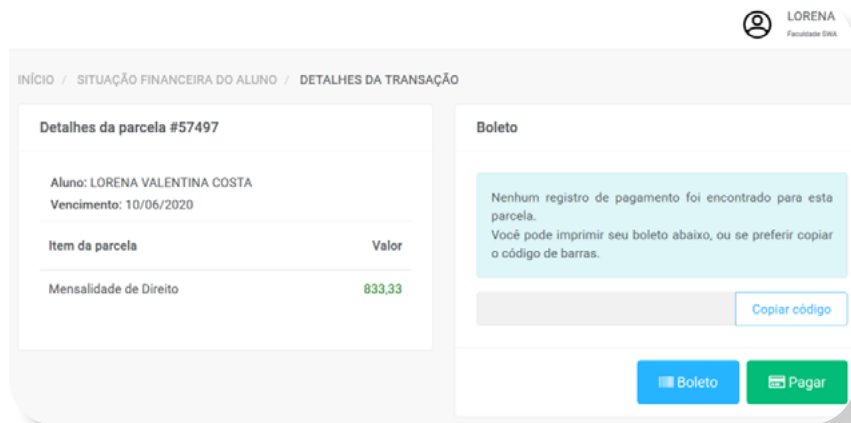 LORENA
Faculdade SWA
INÍCIO / SITUAÇÃO FINANCEIRA DO ALUNO / DETALHES DA TRANSAÇÃO
Detalhes da parcela #57497
Aluno: LORENA VALENTINA COSTA
Vencimento: 10/06/2020
Item da parcela Valor
Mensalidade de Direito 833,33
Boleto
Nenhum registro de pagamento foi encontrado para esta
parcela.
Você pode imprimir seu boleto abaixo, ou se preferir copiar
o código de barras.
Copiar código
Boleto
Pagar